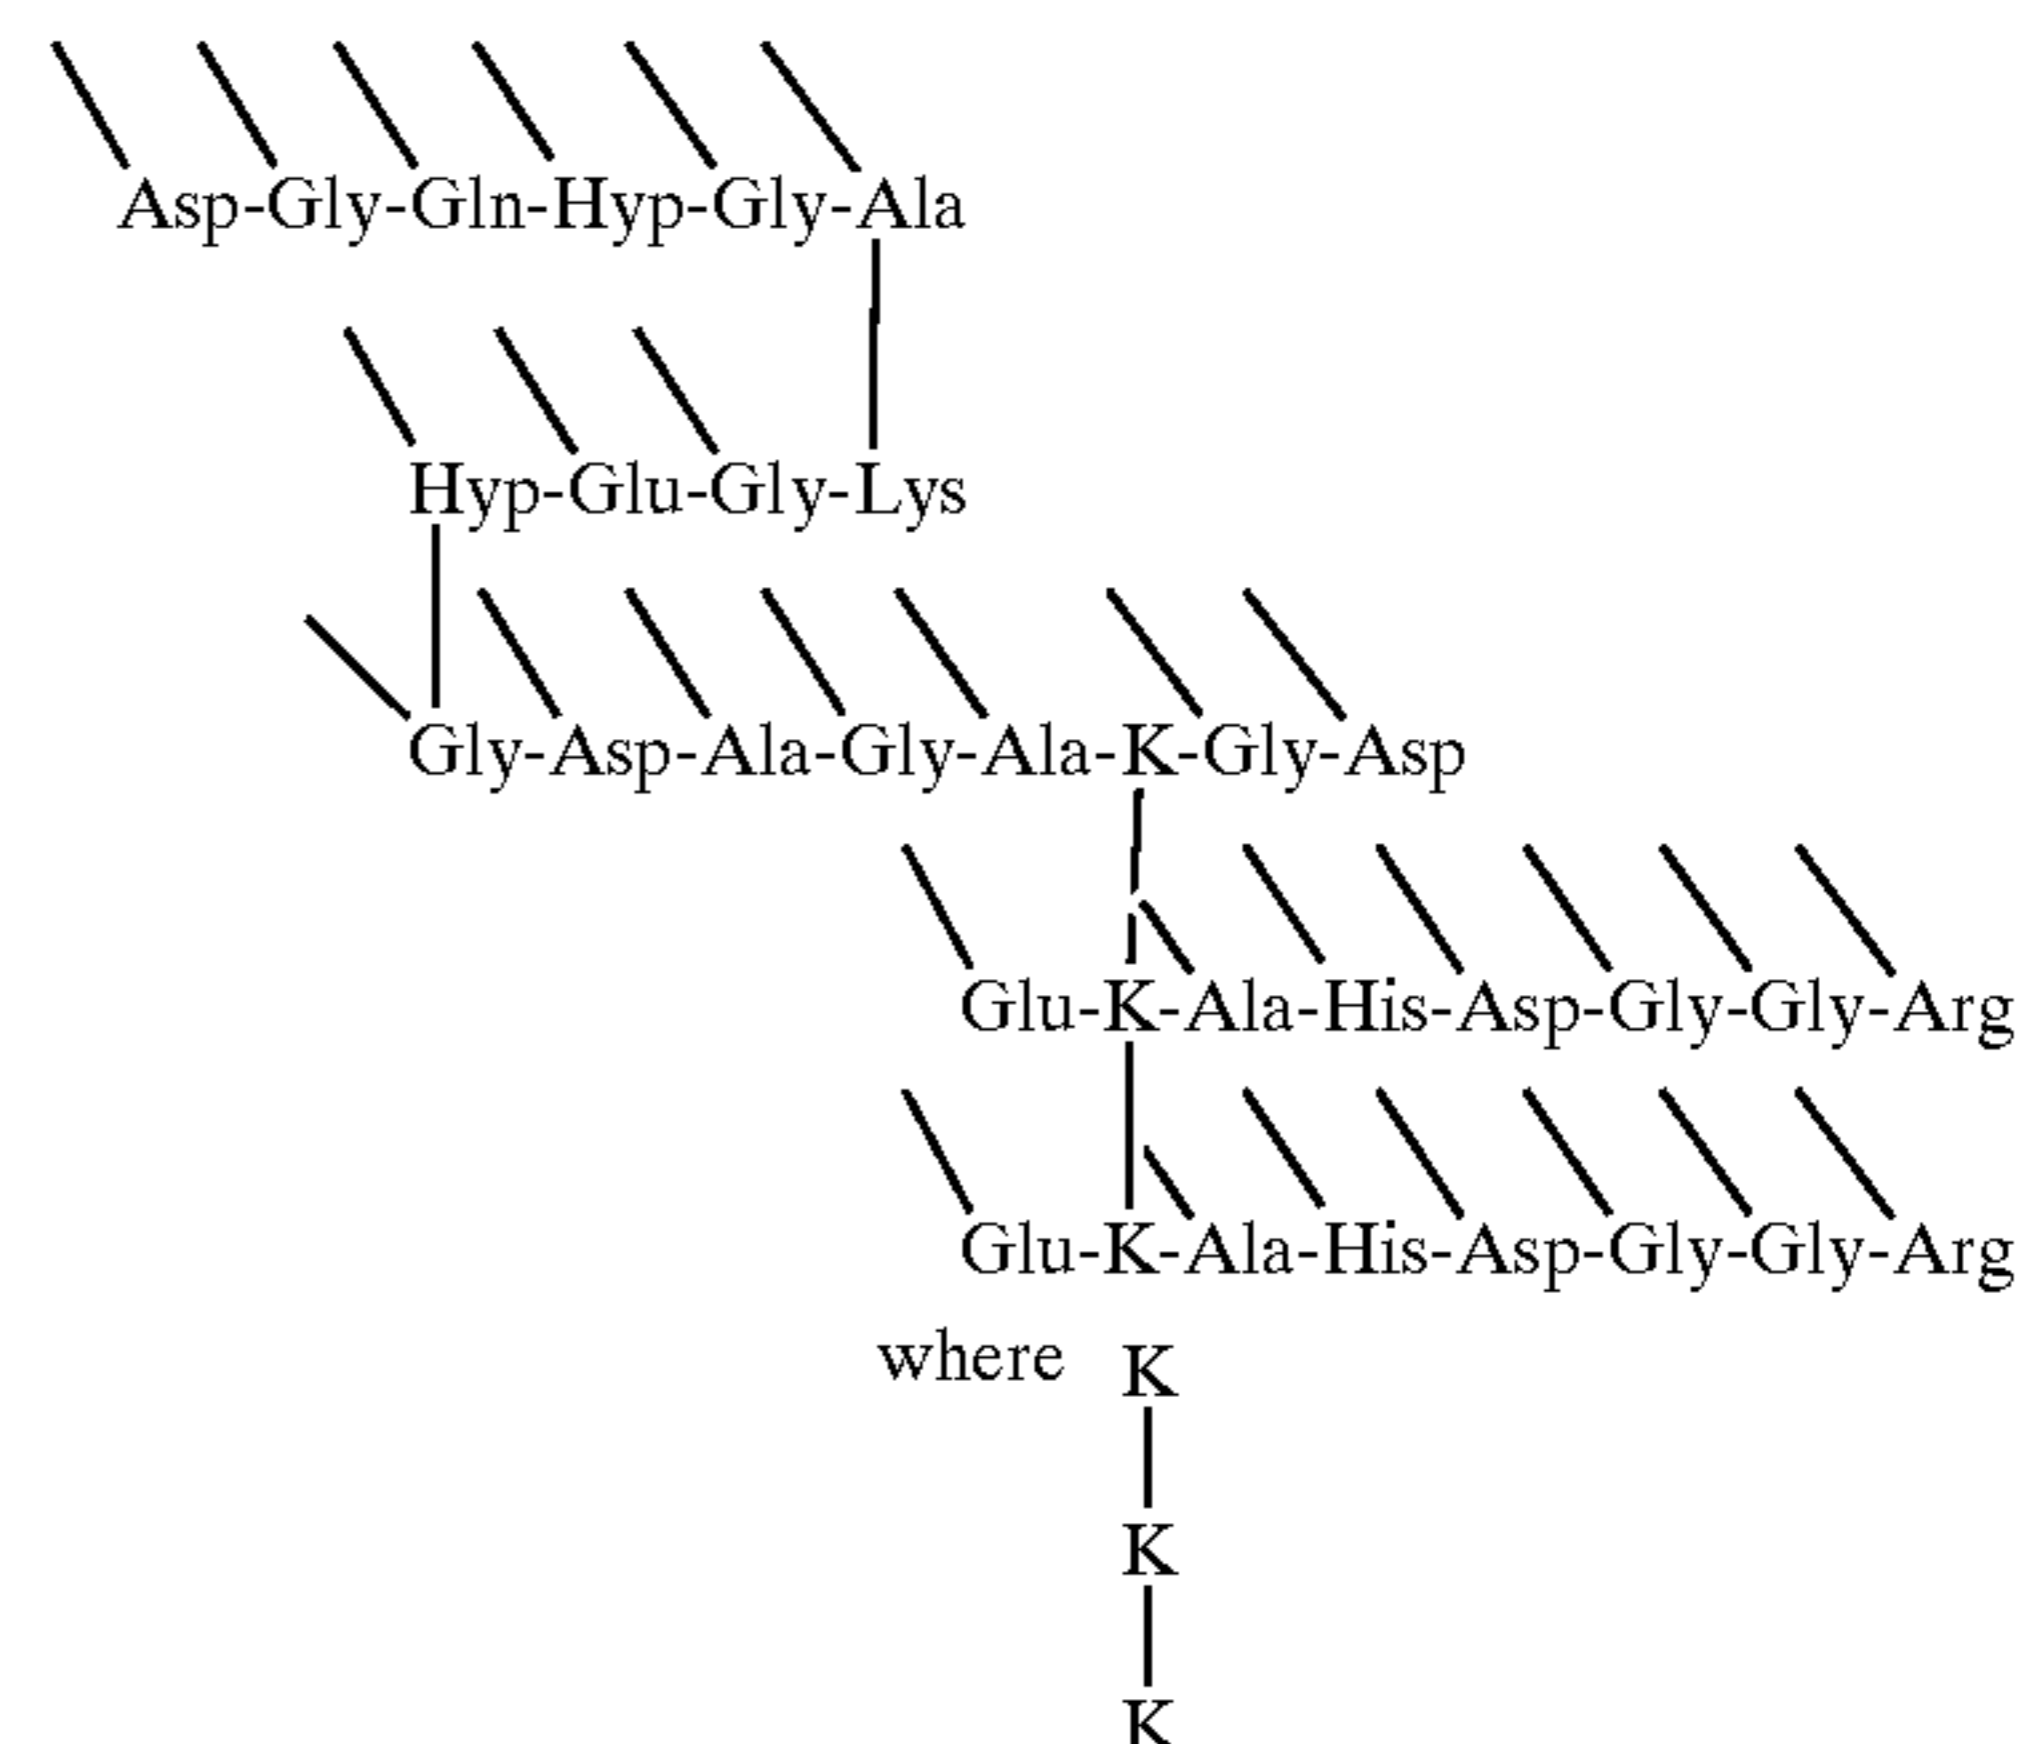 Asp-Gly-Gln-Hyp-Gly-Ala
Hyp-Glu-Gly-Lys
Gly-Asp-Ala-Gly-Ala-K-Gly-Asp
Glu-K-Ala-His-Asp-Gly-Gly-Arg
Glu-K-Ala-His-Asp-Gly-Gly-Arg
where K
K
K